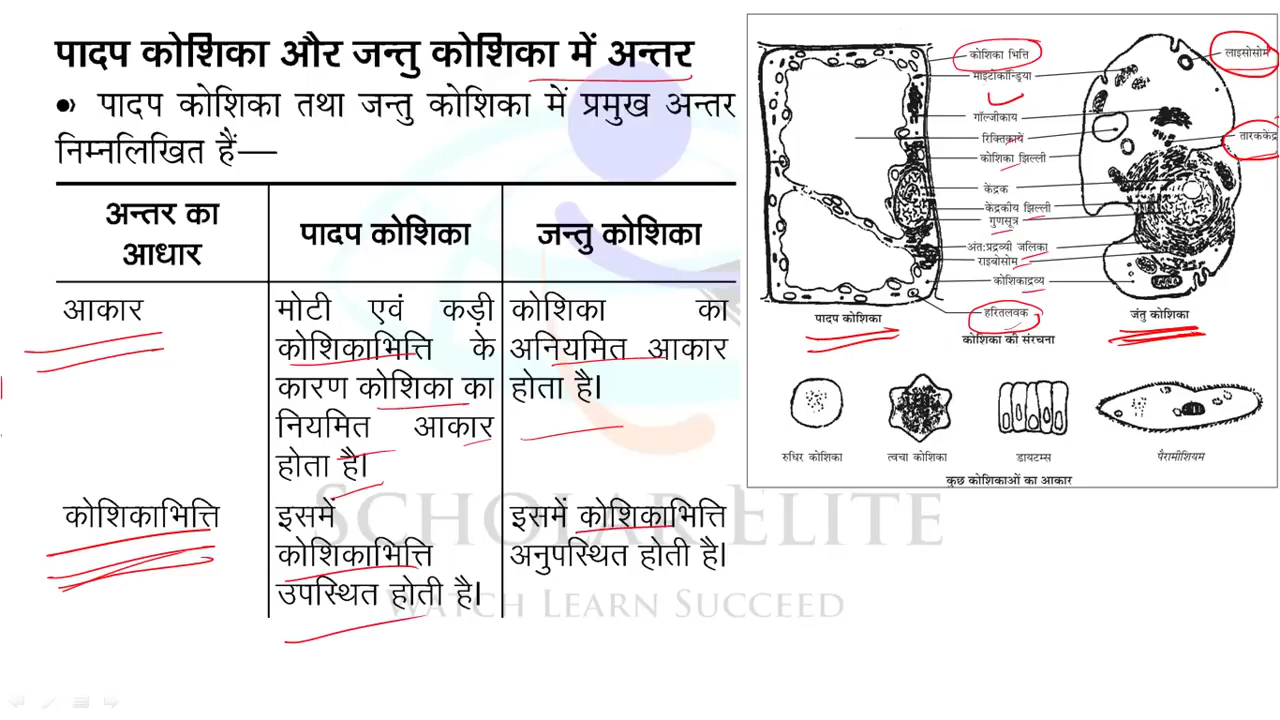 पादप कोशिका और जन्तु कोशिका में अन्तर
पादप कोशिका तथा जन्तु कोशिका में प्रमुख अन्तर
निम्नलिखित हैं—
अन्तर का
आधार
पादप कोशिका
जन्तु कोशिका
आकार
मोटी एवं कड़ी
कोशिकाभित्ति के
कारण कोशिका का
नियमित आकार
होता है।
कोशिका का
अनियमित आकार
होता है।
कोशिकाभित्ति
इसमें
कोशिकाभित्ति
उपस्थित होती है।
इसमें कोशिकाभित्ति
अनुपस्थित होती है।
कोशिका भित्ति
माइटोकॉन्ड्रिया
गॉल्जीकाय
रिक्तिकायें
कोशिका झिल्ली
केंद्रक
केंद्रकीय झिल्ली
गुणसूत्र
अंत:प्रद्रव्यी जलिका
राइबोसोम
कोशिकाद्रव्य
हरितलवक
लाइसोसोम
तारककेंद्र
पादप कोशिका
जंतु कोशिका
कोशिका की संरचना
रुधिर कोशिका
त्वचा कोशिका
डायटम्स
पैरामीशियम
कुछ कोशिकाओं का आकार
SCHOLAR ELITE
WATCH LEARN SUCCEED